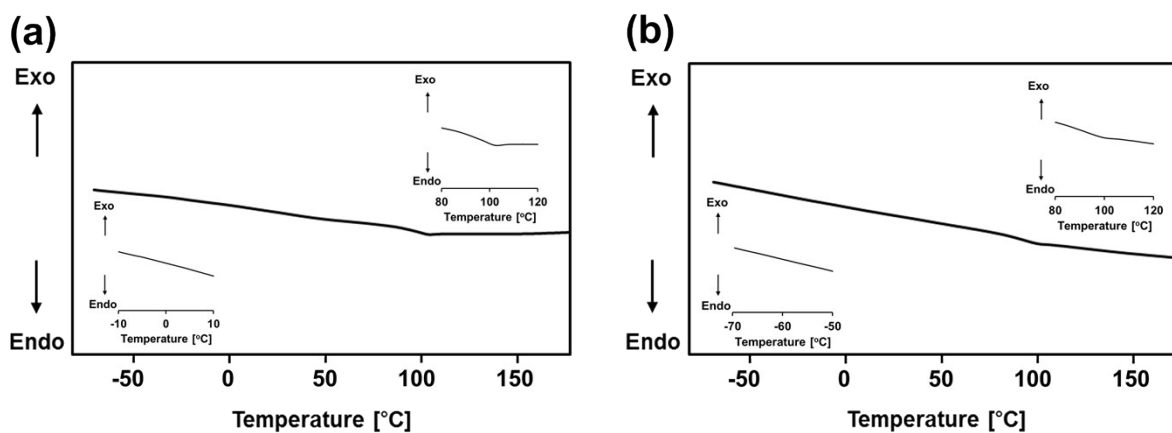 (a)
Exo
Endo
Exo
Endo
80 100 120
Temperature [°C]
Exo
Endo
-10 0 10
Temperature [°C]
-50 0 50 100 150
Temperature [°C]
(b)
Exo
Endo
Exo
Endo
80 100 120
Temperature [°C]
Exo
Endo
-70 -60 -50
Temperature [°C]
-50 0 50 100 150
Temperature [°C]